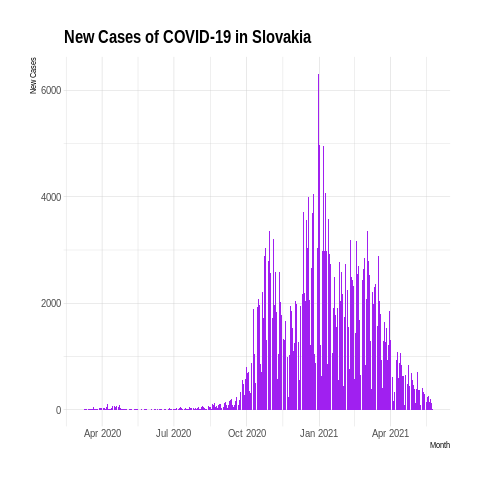 New Cases of COVID-19 in Slovakia
New Cases
6000
4000
2000
0
Apr 2020 Jul 2020 Oct 2020 Jan 2021 Apr 2021
Month